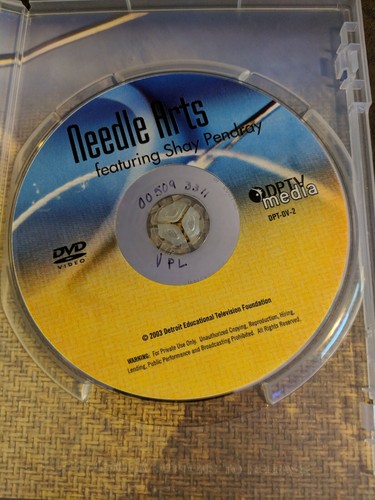 Needle Arts
featuring Shay Pendray
00509 3311
VPL
DPTV
media
DPT-DV-2
DVD
VIDEO
© 2003 Detroit Educational Television Foundation
WARNING: For Private Use Only. Unauthorized Copying, Reproduction, Hiring,
Lending, Public Performance and Broadcasting Prohibited. All Rights Reserved.